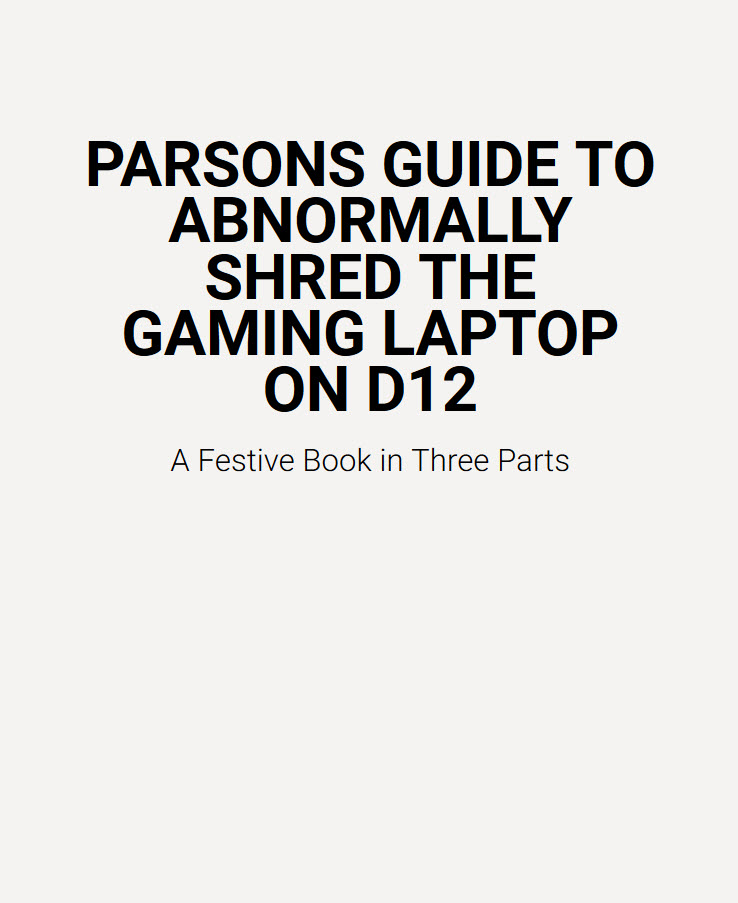 PARSONS GUIDE TO
ABNORMALLY
SHRED THE
GAMING LAPTOP
ON D12
A Festive Book in Three Parts